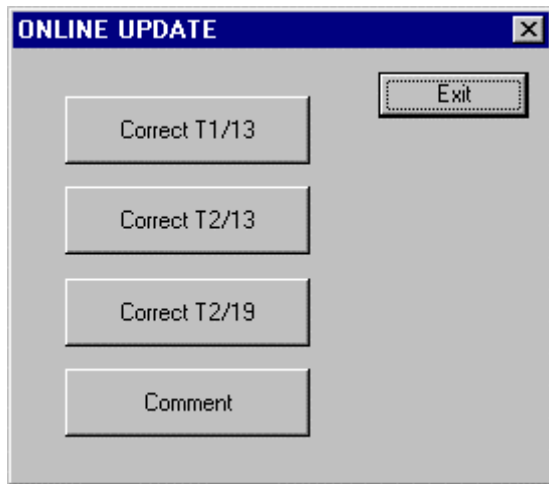 ONLINE UPDATE
Exit
Correct T1/13
Correct T2/13
Correct T2/19
Comment